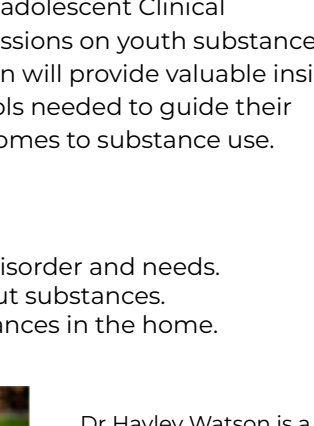 adolescent Clinical
ssions on youth substance
n will provide valuable insi
ols needed to guide their
omes to substance use.
isorder and needs.
ut substances.
ances in the home.
Dr Hayley Watson is a